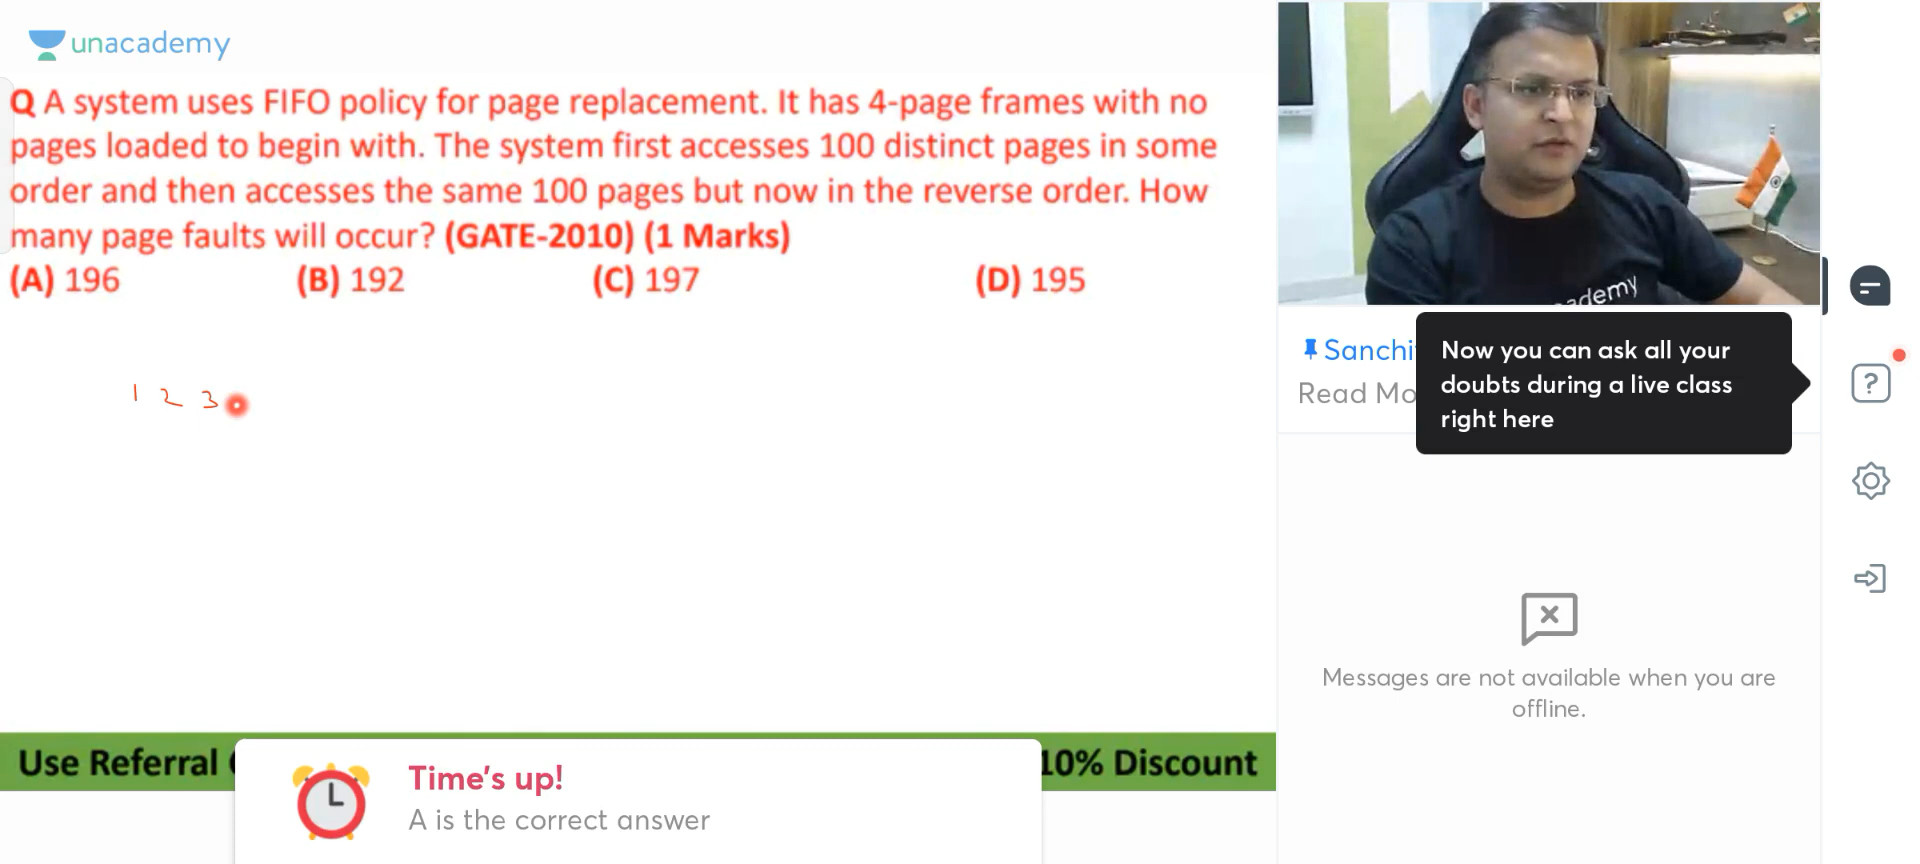 unacademy
Q A system uses FIFO policy for page replacement. It has 4-page frames with no
pages loaded to begin with. The system first accesses 100 distinct pages in some
order and then accesses the same 100 pages but now in the reverse order. How
many page faults will occur? (GATE-2010) (1 Marks)
(A) 196 (B) 192 (C) 197 (D) 195
1 2 3
ademy
Sanchi
Read Mo
Now you can ask all your
doubts during a live class
right here
?
Messages are not available when you are
offline.
Use Referral
10% Discount
Time's up!
A is the correct answer